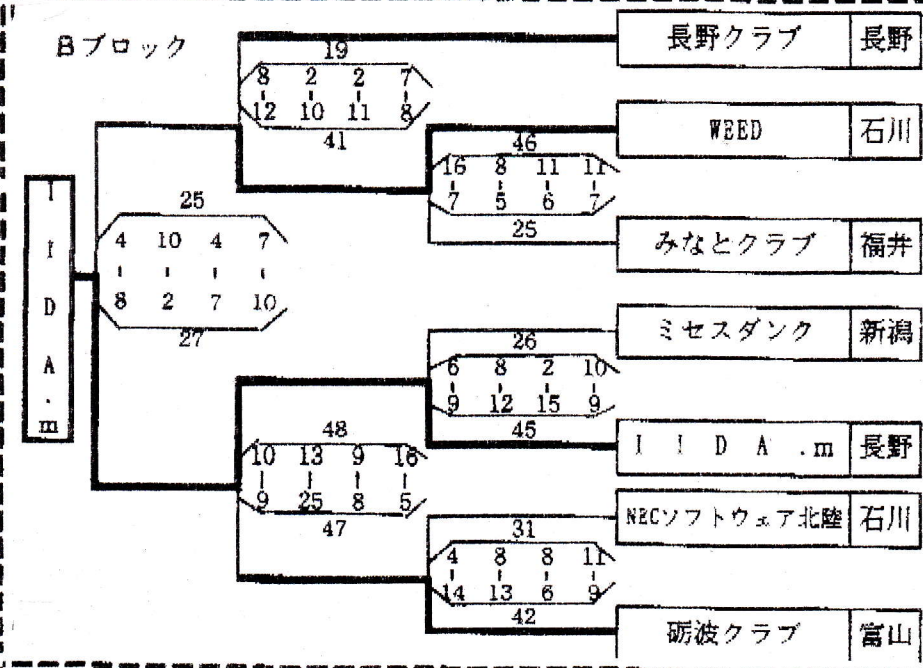 Bブロック
長野クラブ 長野
19
8 2 2 7
12 10 11 8
41
WEED 石川
46
16 8 11 11
7 5 6 7
25
みなとクラブ 福井
25
4 10 4 7
8 2 7 10
27
IIDA.m
ミセスダンク 新潟
26
6 8 2 10
9 12 15 9
45
IIDA.m 長野
48
10 13 9 16
9 25 8 5
47
NECソフトウェア北陸 石川
31
4 8 8 11
14 13 6 9
42
砺波クラブ 富山